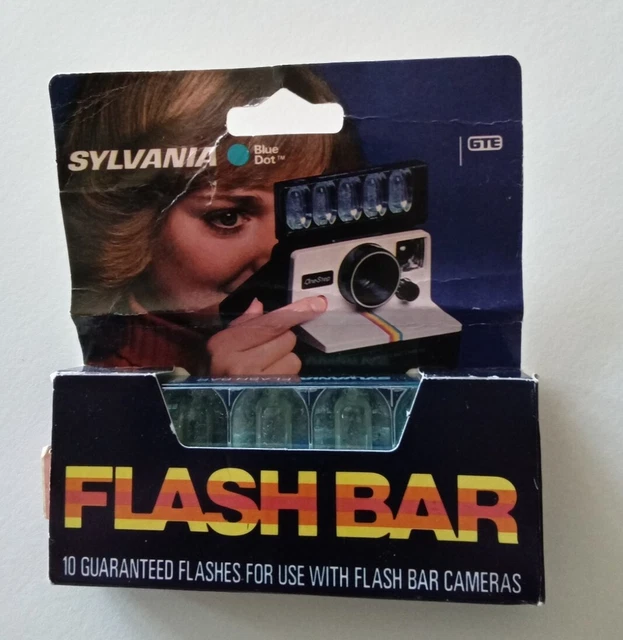 SYLVANIA Blue Dot™
GTE
OneStep
FLASH BAR
10 GUARANTEED FLASHES FOR USE WITH FLASH BAR CAMERAS